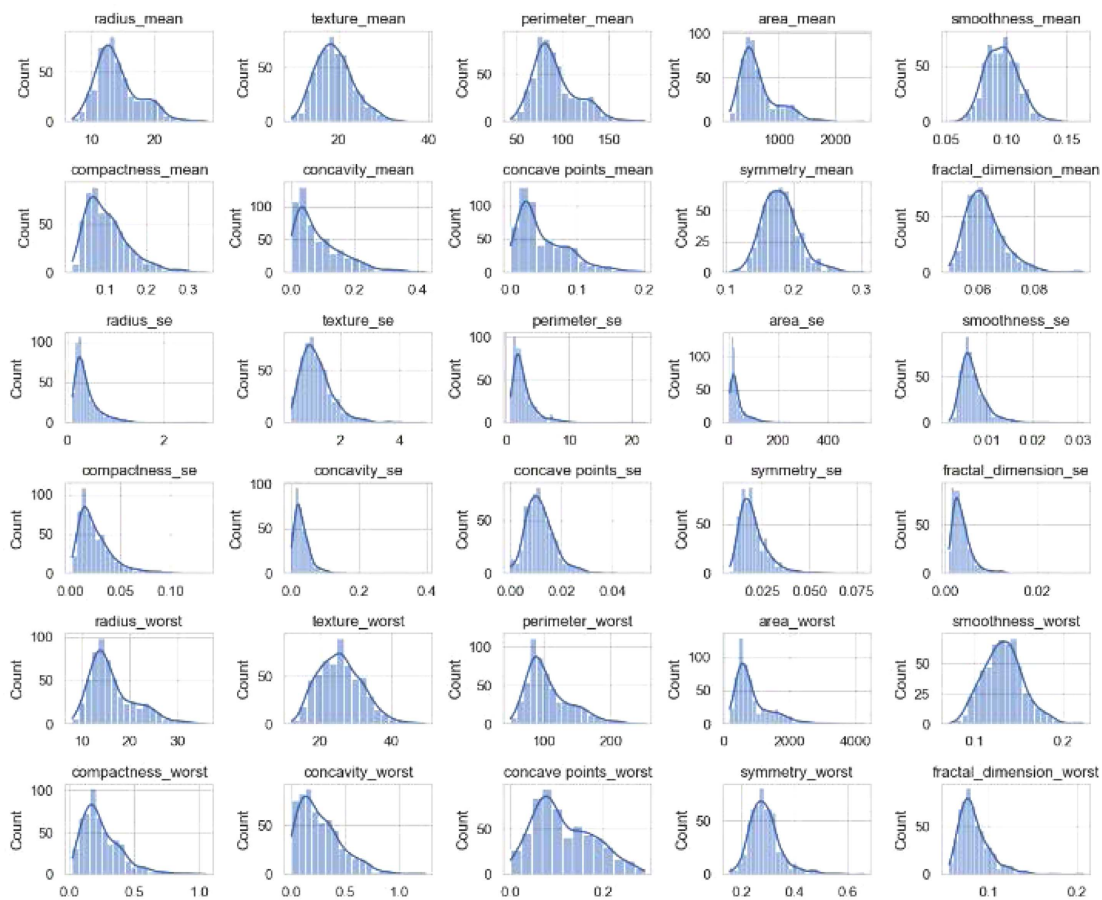 radius_mean texture_mean perimeter_mean area_mean smoothness_mean
Count 50 0 10 20
Count 50 0 20 40
Count 50 0 50 100 150
Count 100 50 0 1000 2000
Count 50 0 0.05 0.10 0.15
compactness_mean concavity_mean concave points_mean symmetry_mean fractal_dimension_mean
Count 50 0 0.1 0.2 0.3
Count 100 50 0 0.0 0.2 0.4
Count 100 50 0 0.0 0.1 0.2
Count 50 25 0 0.1 0.2 0.3
Count 50 0 0.06 0.08
radius_se texture_se perimeter_se area_se smoothness_se
Count 100 50 0 0 2
Count 50 0 2 4
Count 100 50 0 0 10 20
Count 100 50 0 0 200 400
Count 50 0 0.01 0.02 0.03
compactness_se concavity_se concave points_se symmetry_se fractal_dimension_se
Count 100 50 0 0.00 0.05 0.10
Count 100 50 0 0.0 0.2 0.4
Count 50 0 0.00 0.02 0.04
Count 50 0 0.025 0.050 0.075
Count 50 0 0.00 0.02
radius_worst texture_worst perimeter_worst area_worst smoothness_worst
Count 100 50 0 10 20 30
Count 50 0 20 40
Count 100 50 0 100 200
Count 100 50 0 0 2000 4000
Count 50 25 0 0.1 0.2
compactness_worst concavity_worst concave points_worst symmetry_worst fractal_dimension_worst
Count 100 50 0 0.0 0.5 1.0
Count 50 0 0.0 0.5 1.0
Count 50 0 0.0 0.2
Count 50 0 0.2 0.4 0.6
Count 50 0 0.1 0.2